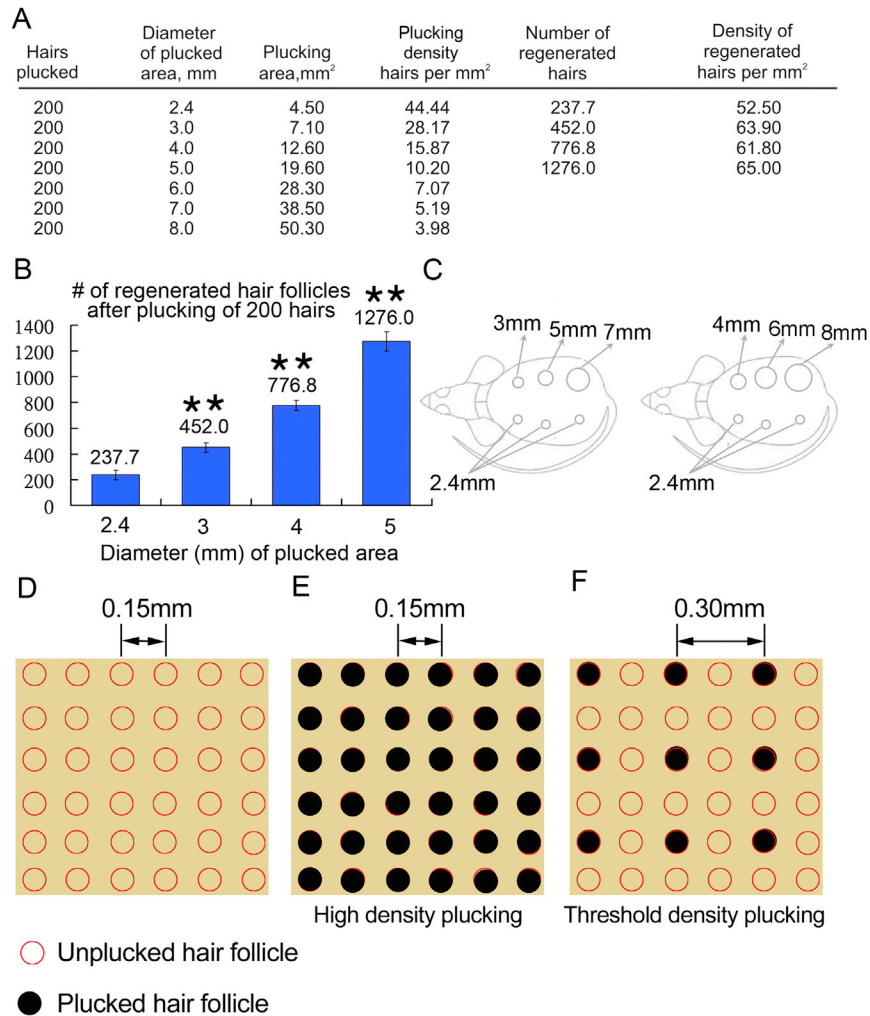 A
Hairs plucked | Diameter of plucked area, mm | Plucking area,mm² | Plucking density hairs per mm² | Number of regenerated hairs | Density of regenerated hairs per mm²
200 2.4 4.50 44.44 237.7 52.50
200 3.0 7.10 28.17 452.0 63.90
200 4.0 12.60 15.87 776.8 61.80
200 5.0 19.60 10.20 1276.0 65.00
200 6.0 28.30 7.07
200 7.0 38.50 5.19
200 8.0 50.30 3.98
B
# of regenerated hair follicles
after plucking of 200 hairs
1400
1200
1000
800
600
400
200
0
237.7
**
452.0
**
776.8
**
1276.0
2.4 3 4 5
Diameter (mm) of plucked area
C
3mm 5mm 7mm
2.4mm
4mm 6mm 8mm
2.4mm
D
0.15mm
E
0.15mm
High density plucking
F
0.30mm
Threshold density plucking
Unplucked hair follicle
Plucked hair follicle